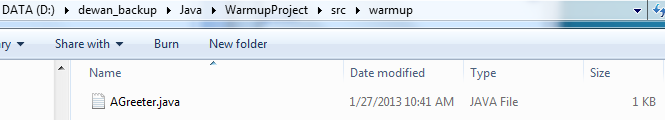 DATA (D:) ▸ dewan_backup ▸ Java ▸ WarmupProject ▸ src ▸ warmup
ary ▾ Share with ▾ Burn New folder
Name Date modified Type Size
AGreeter.java 1/27/2013 10:41 AM JAVA File 1 KB